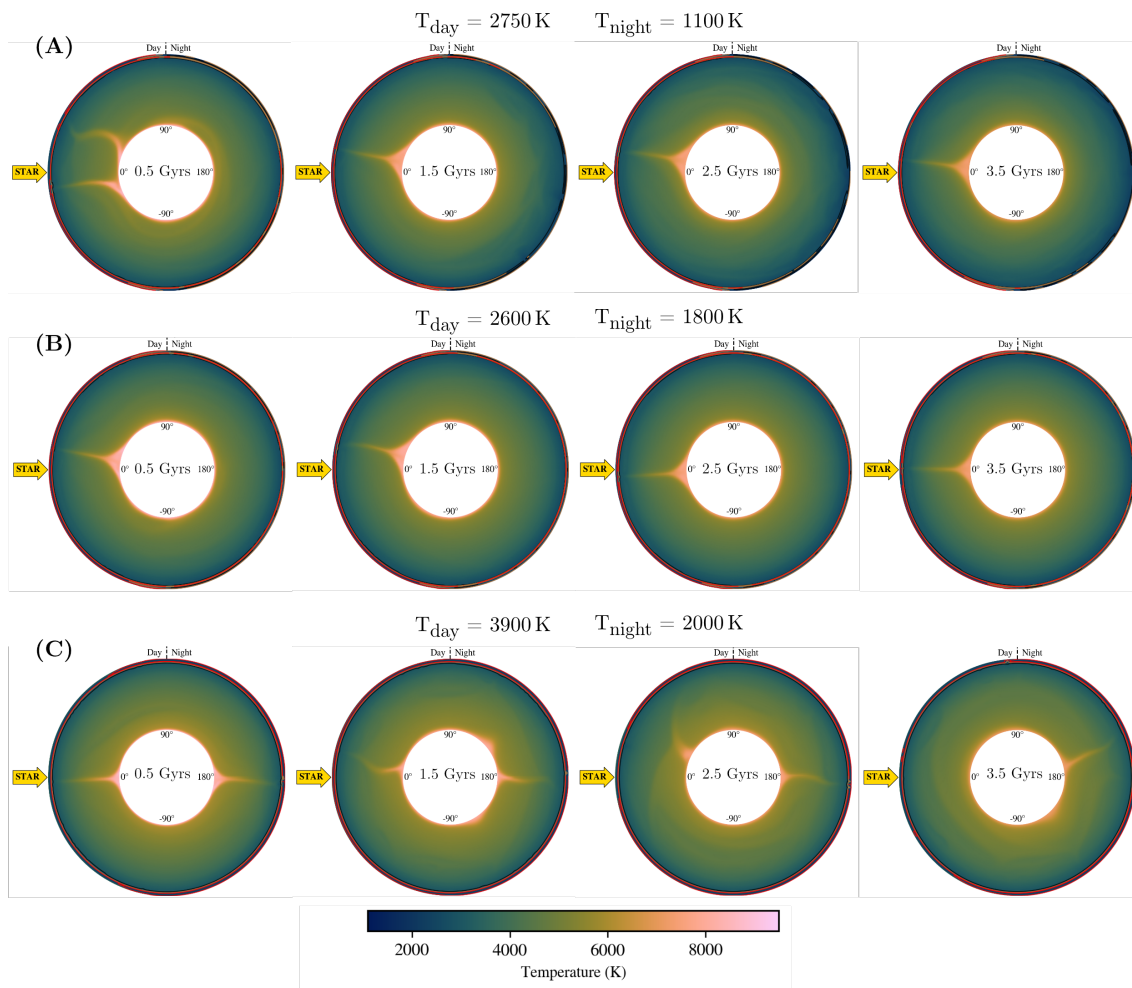 T_day = 2750 K T_night = 1100 K
(A)
Day Night Day Night Day Night Day Night
90° 90° 90° 90°
STAR 0° 0.5 Gyrs 180° STAR 0° 1.5 Gyrs 180° STAR 0° 2.5 Gyrs 180° STAR 0° 3.5 Gyrs 180°
-90° -90° -90° -90°
T_day = 2600 K T_night = 1800 K
(B)
Day Night Day Night Day Night Day Night
90° 90° 90° 90°
STAR 0° 0.5 Gyrs 180° STAR 0° 1.5 Gyrs 180° STAR 0° 2.5 Gyrs 180° STAR 0° 3.5 Gyrs 180°
-90° -90° -90° -90°
T_day = 3900 K T_night = 2000 K
(C)
Day Night Day Night Day Night Day Night
90° 90° 90° 90°
STAR 0° 0.5 Gyrs 180° STAR 0° 1.5 Gyrs 180° STAR 0° 2.5 Gyrs 180° STAR 0° 3.5 Gyrs 180°
-90° -90° -90° -90°
2000 4000 6000 8000
Temperature (K)